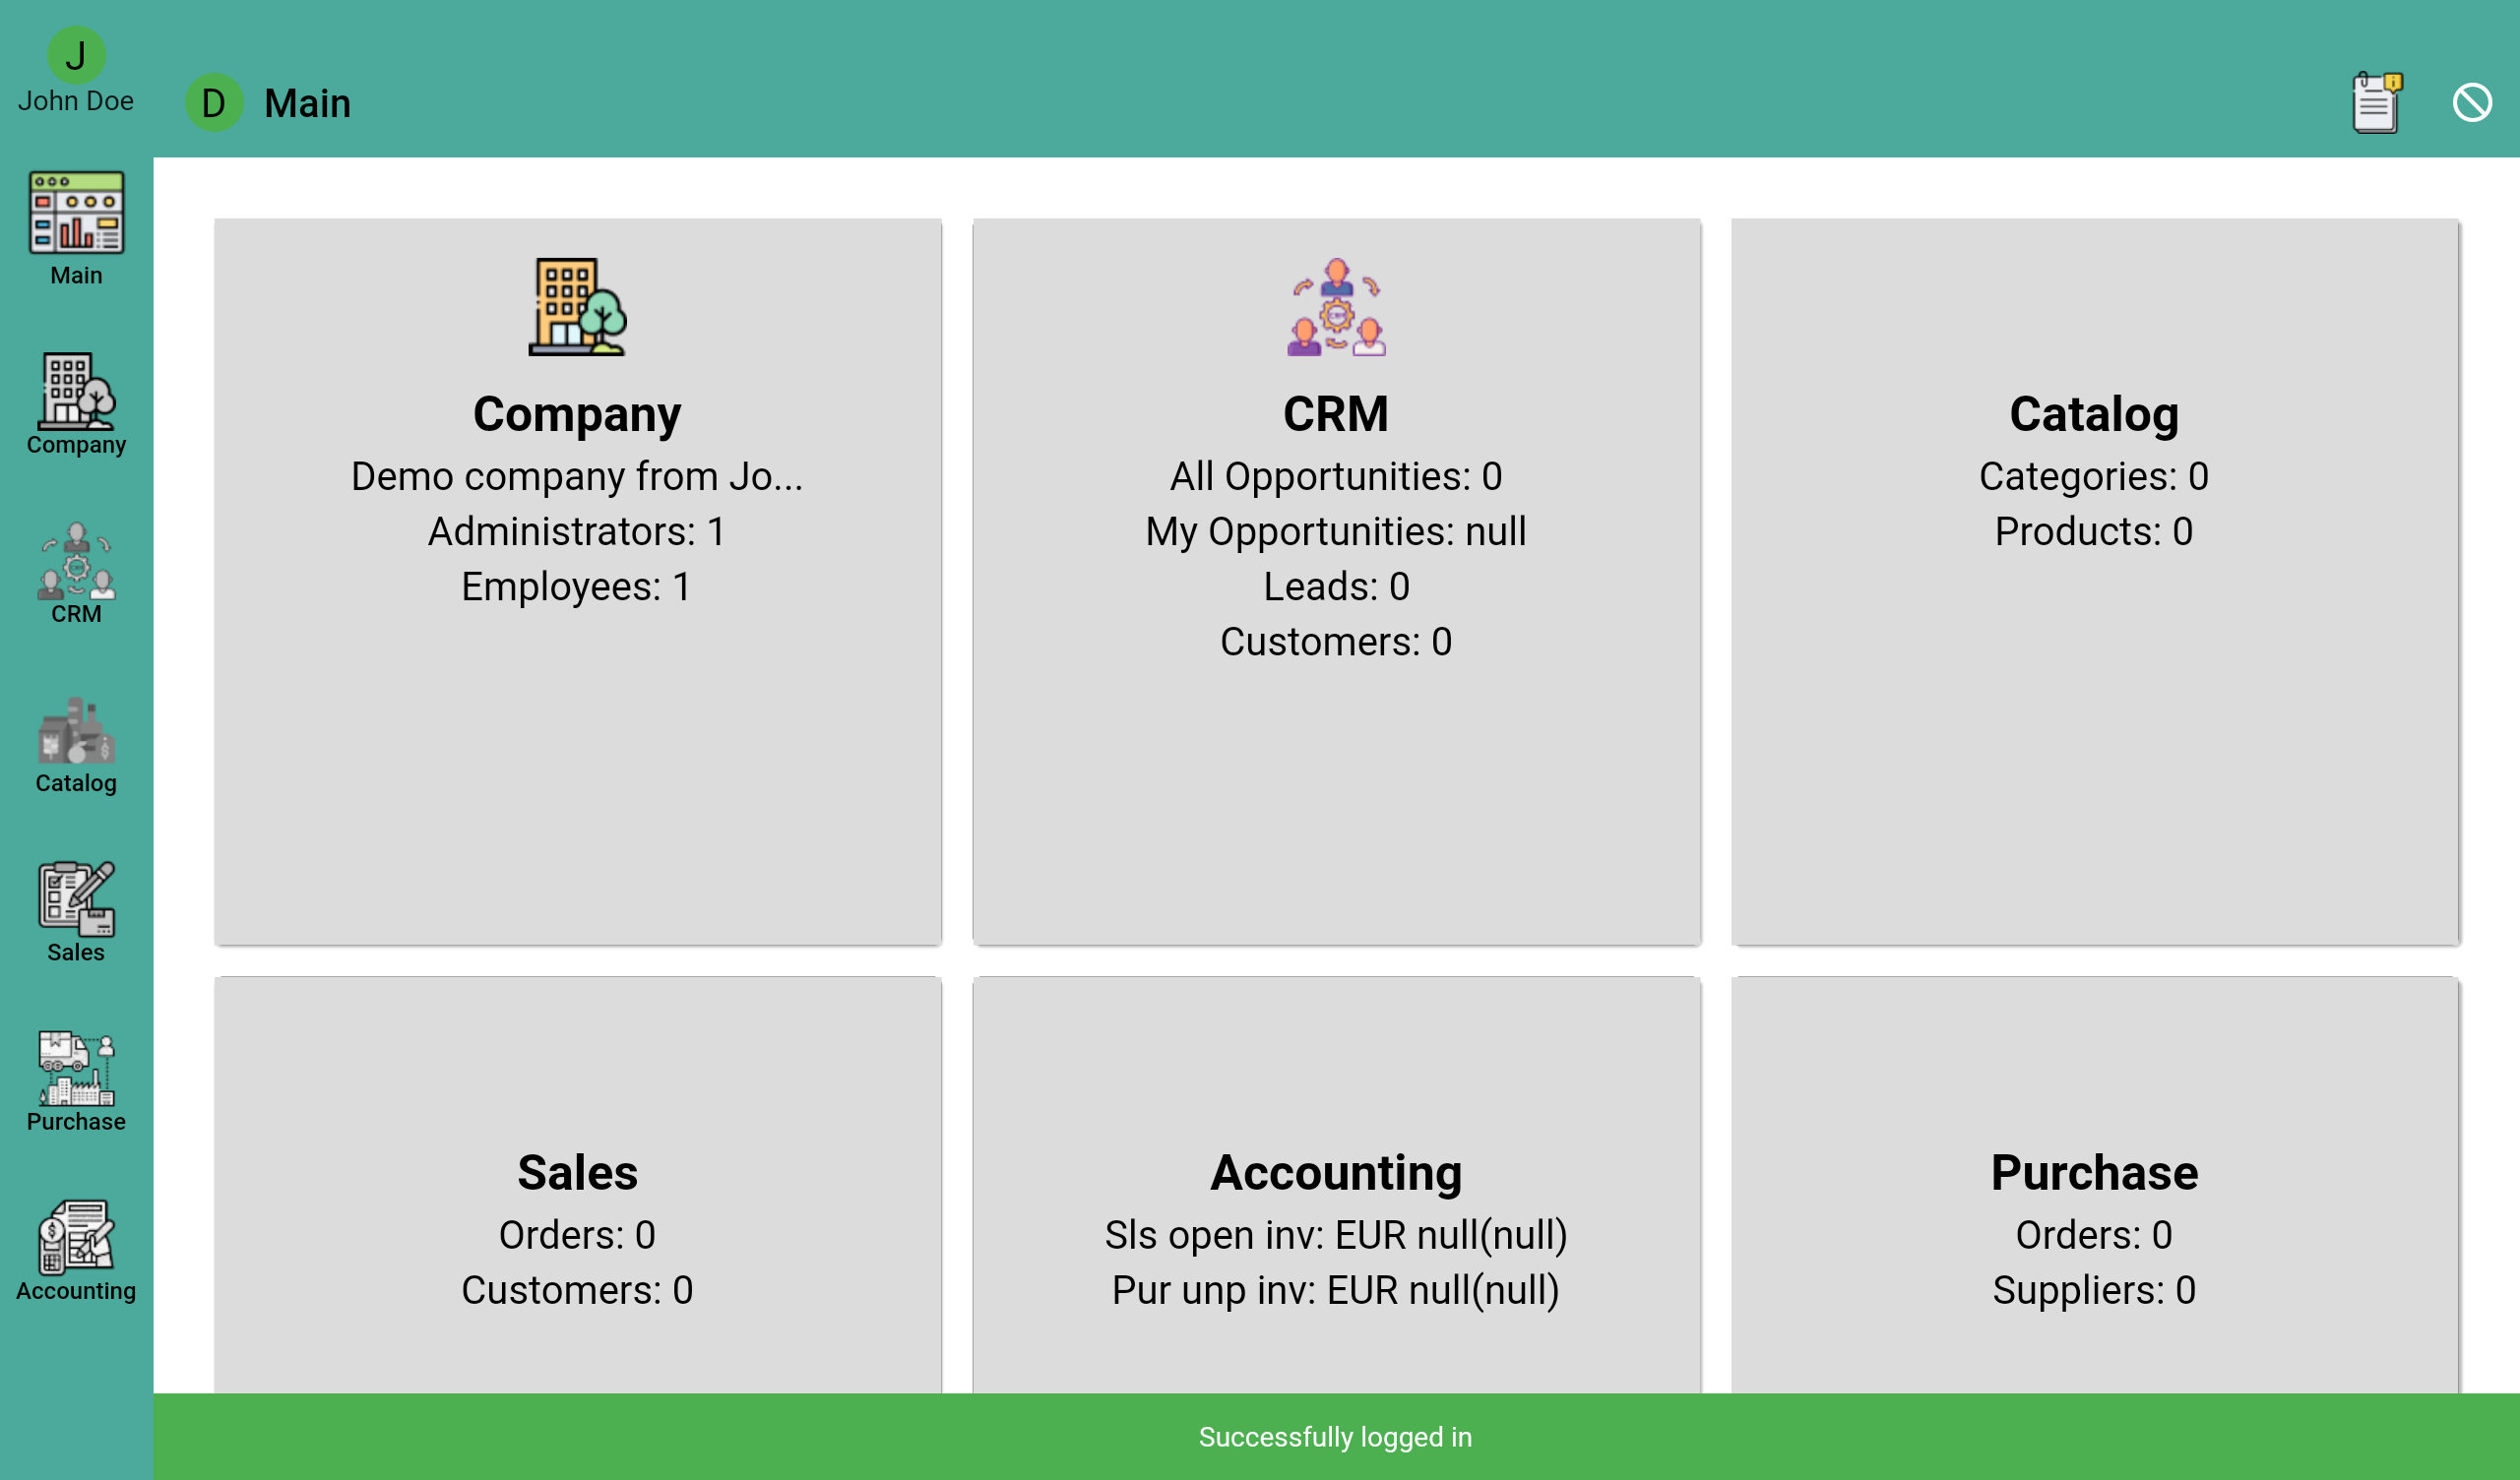 J
John Doe
D
Main
Main
Company
CRM
Catalog
Sales
Purchase
Accounting
Company
Demo company from Jo...
Administrators: 1
Employees: 1
CRM
All Opportunities: 0
My Opportunities: null
Leads: 0
Customers: 0
Catalog
Categories: 0
Products: 0
Sales
Orders: 0
Customers: 0
Accounting
Sls open inv: EUR null(null)
Pur unp inv: EUR null(null)
Purchase
Orders: 0
Suppliers: 0
Successfully logged in